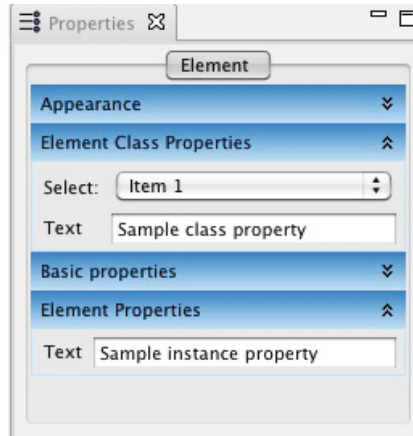 Properties
Element
Appearance
Element Class Properties
Select: Item 1
Text Sample class property
Basic properties
Element Properties
Text Sample instance property